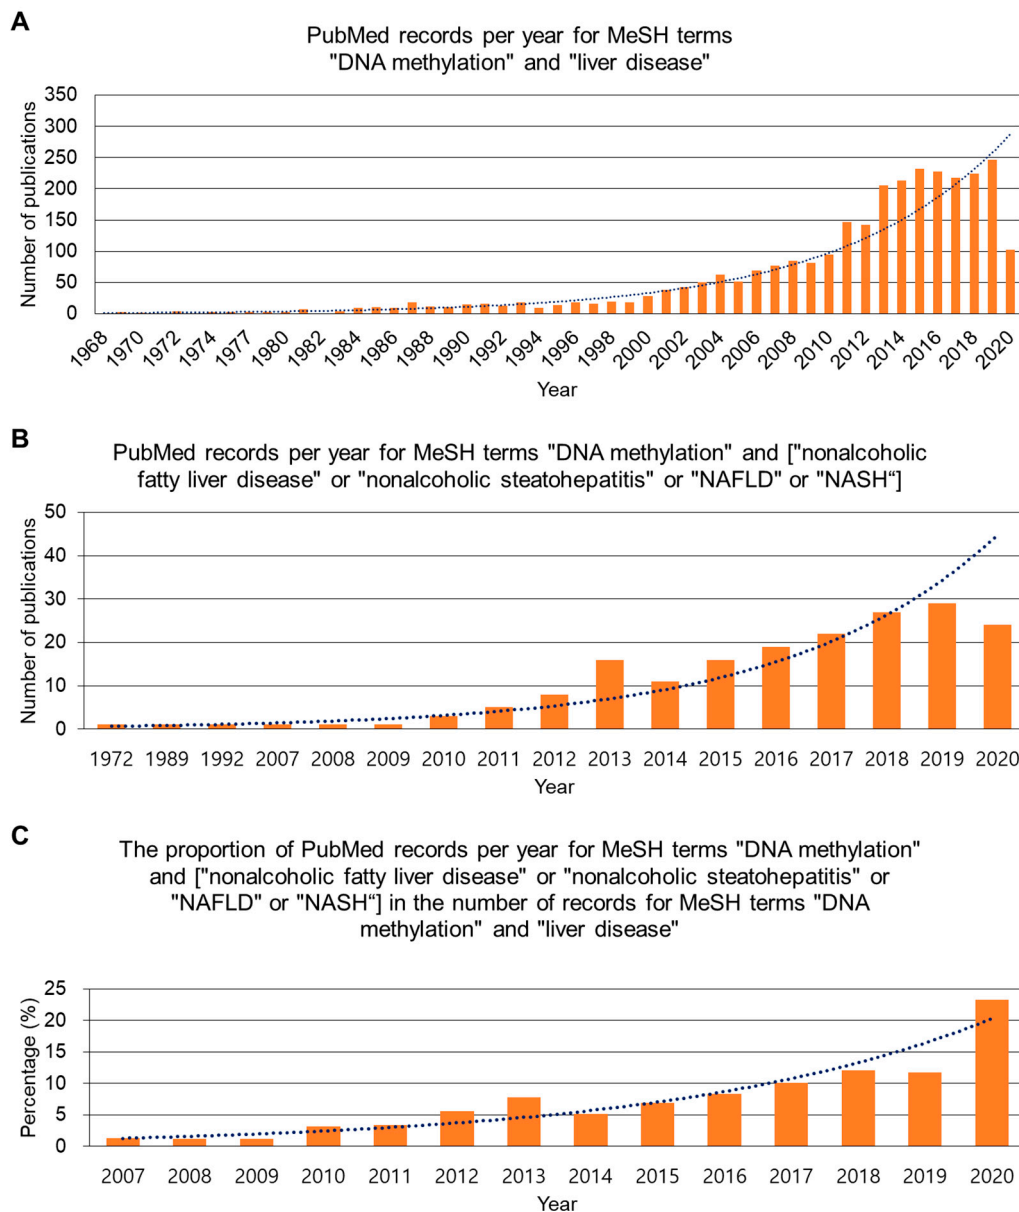 A
PubMed records per year for MeSH terms
"DNA methylation" and "liver disease"
Number of publications
350
300
250
200
150
100
50
0
1968 1970 1972 1974 1977 1980 1982 1984 1986 1988 1990 1992 1994 1996 1998 2000 2002 2004 2006 2008 2010 2012 2014 2016 2018 2020
Year
B
PubMed records per year for MeSH terms "DNA methylation" and ["nonalcoholic
fatty liver disease" or "nonalcoholic steatohepatitis" or "NAFLD" or "NASH“]
Number of publications
50
40
30
20
10
0
1972 1989 1992 2007 2008 2009 2010 2011 2012 2013 2014 2015 2016 2017 2018 2019 2020
Year
C
The proportion of PubMed records per year for MeSH terms "DNA methylation"
and ["nonalcoholic fatty liver disease" or "nonalcoholic steatohepatitis" or
"NAFLD" or "NASH“] in the number of records for MeSH terms "DNA
methylation" and "liver disease"
Percentage (%)
25
20
15
10
5
0
2007 2008 2009 2010 2011 2012 2013 2014 2015 2016 2017 2018 2019 2020
Year